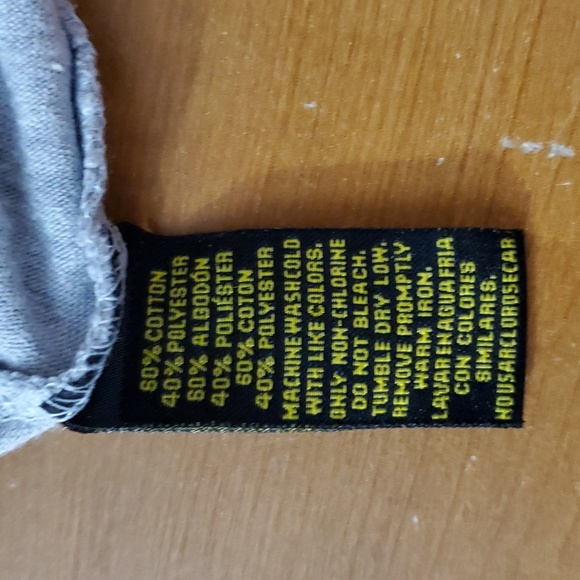 60% COTTON
40% POLYESTER
60% ALGODÓN
40% POLIÉSTER
60% COTON
40% POLYESTER
MACHINE WASH COLD
WITH LIKE COLORS.
ONLY NON-CHLORINE
DO NOT BLEACH.
TUMBLE DRY LOW.
REMOVE PROMPTLY
WARM IRON.
LAVAR EN AGUA FRIA
CON COLORES
SIMILARES.
NO USAR CLORO SECAR